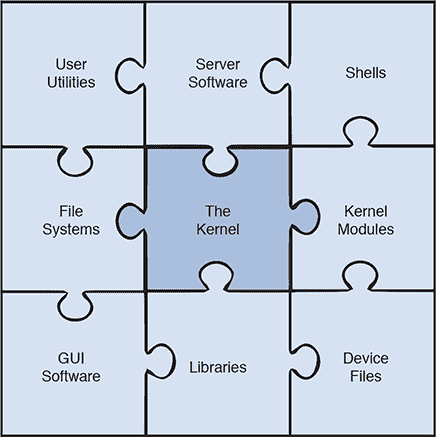 User
Utilities
Server
Software
Shells
File
Systems
The
Kernel
Kernel
Modules
GUI
Software
Libraries
Device
Files